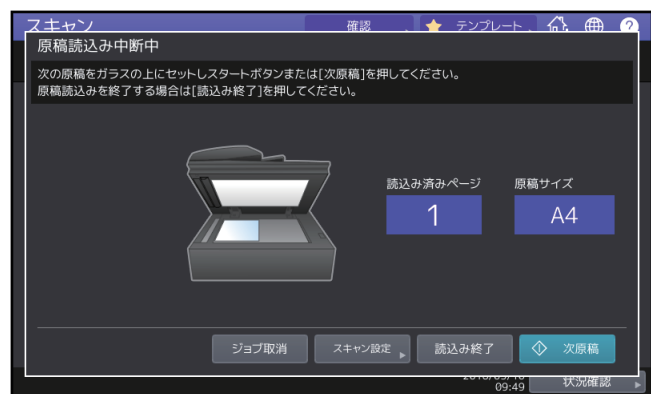 スキャン
確認
テンプレート
?
原稿読込み中断中
次の原稿をガラスの上にセットしスタートボタンまたは[次原稿]を押してください。
原稿読込みを終了する場合は[読込み終了]を押してください。
読込み済みページ
原稿サイズ
1
A4
ジョブ取消
スキャン設定
読込み終了
次原稿
09:49
状況確認